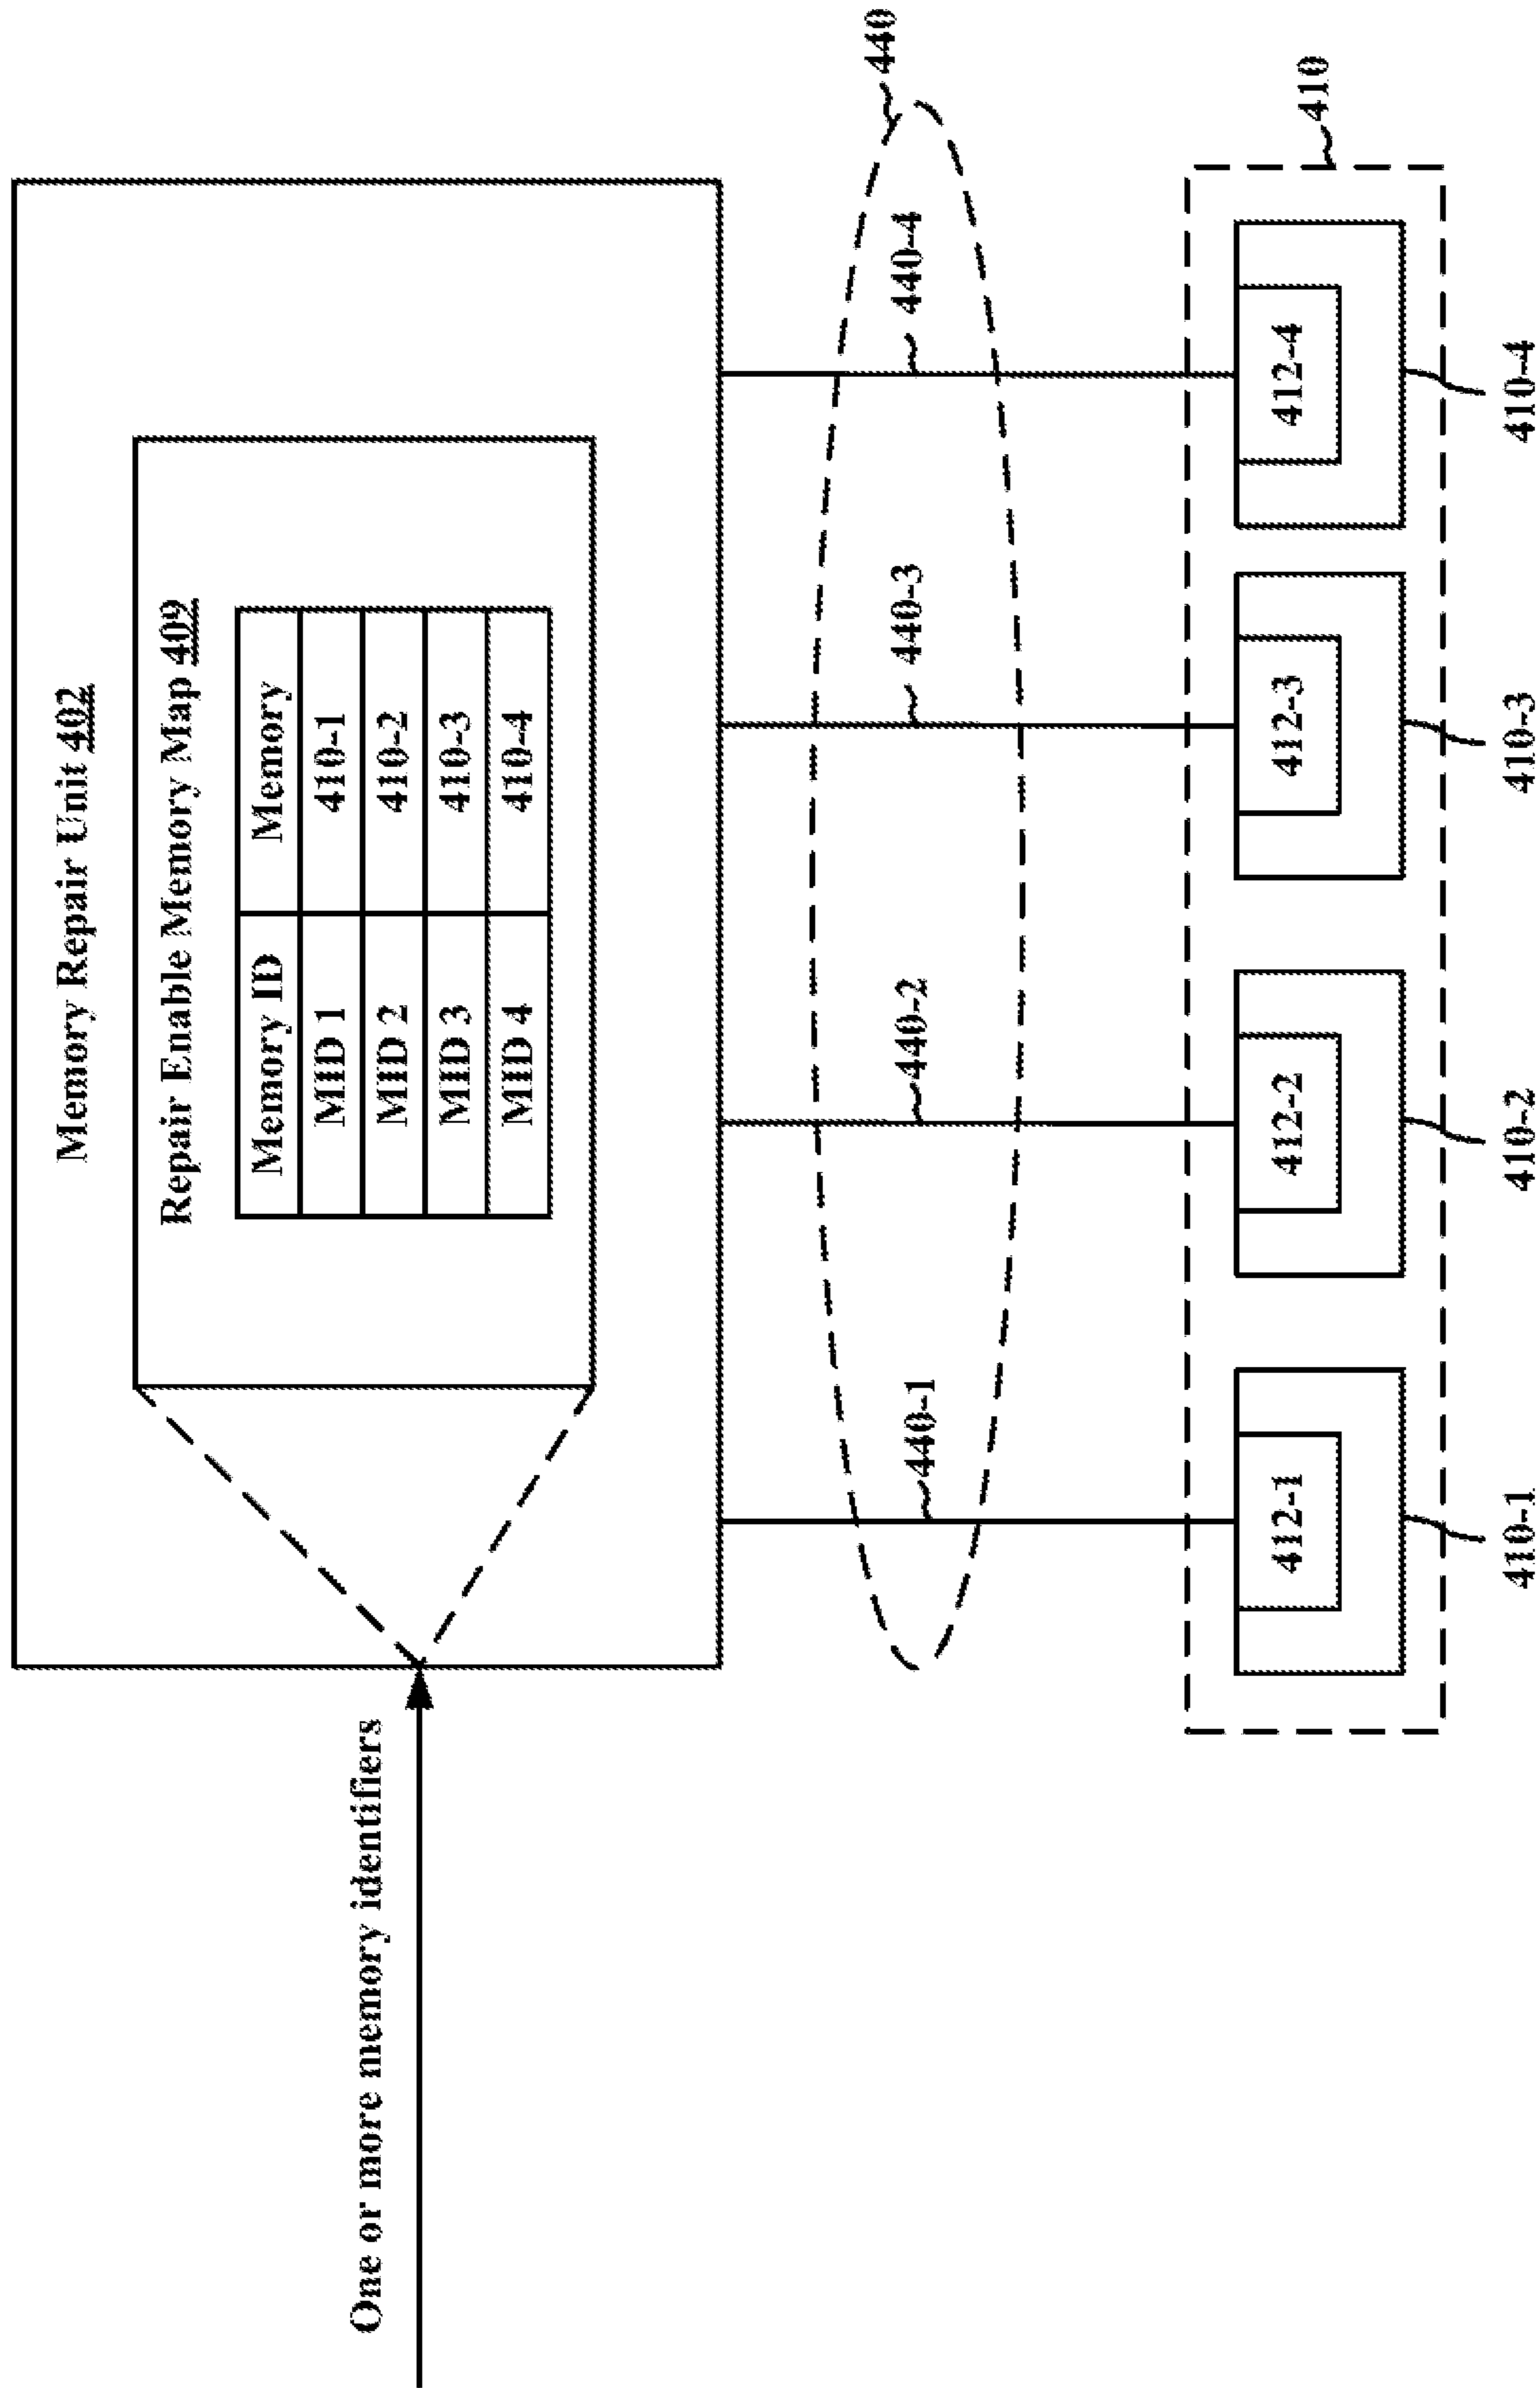 Memory Repair Unit 402
Repair Enable Memory Map 409
Memory ID Memory
MID 1 410-1
MID 2 410-2
MID 3 410-3
MID 4 410-4
One or more memory identifiers
440
440-1 440-2 440-3 440-4
410
412-1 412-2 412-3 412-4
410-1 410-2 410-3 410-4